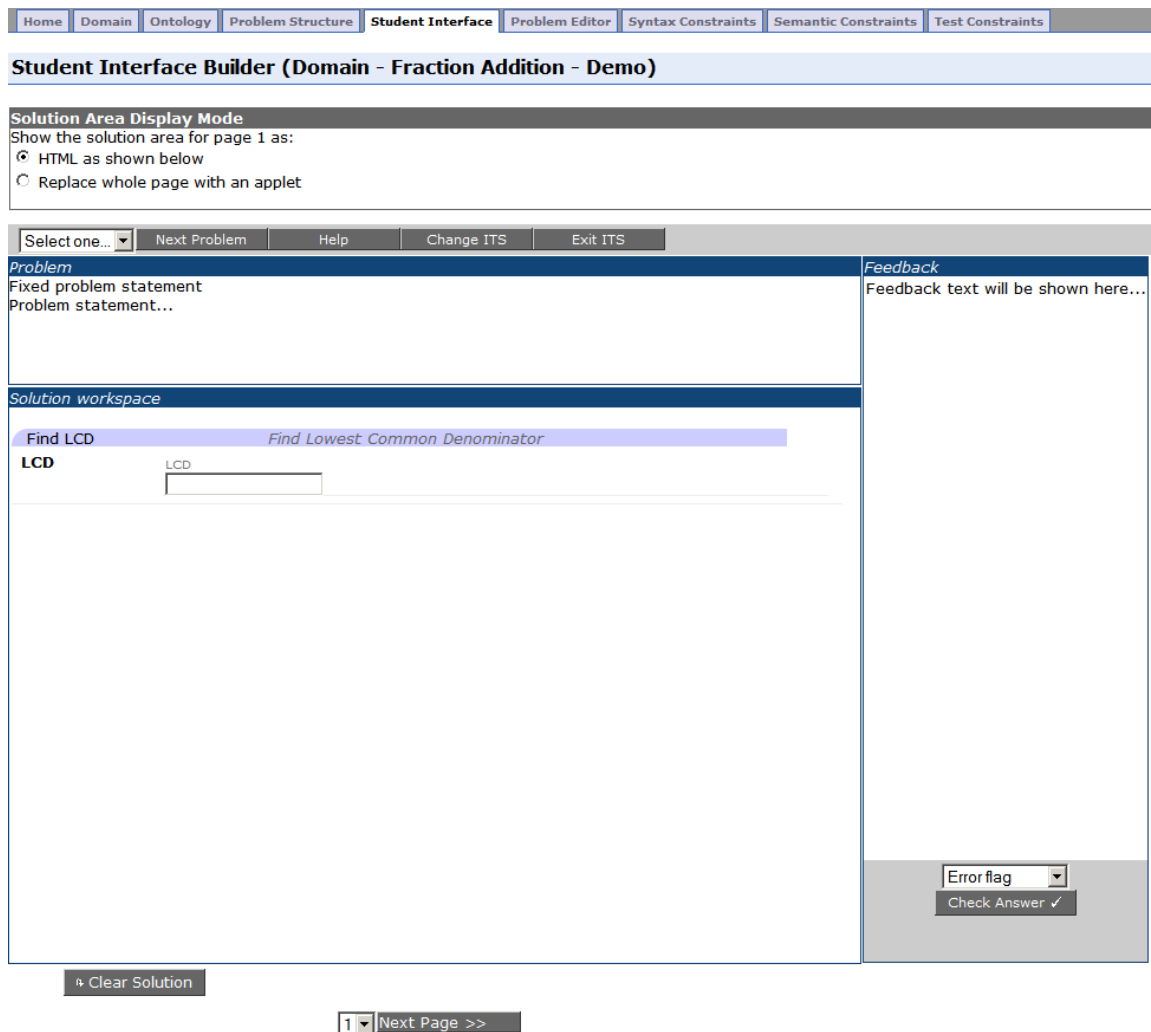 Home Domain Ontology Problem Structure Student Interface Problem Editor Syntax Constraints Semantic Constraints Test Constraints
Student Interface Builder (Domain - Fraction Addition - Demo)
Solution Area Display Mode
Show the solution area for page 1 as:
HTML as shown below
Replace whole page with an applet
Select one... Next Problem Help Change ITS Exit ITS
Problem
Fixed problem statement
Problem statement...
Feedback
Feedback text will be shown here...
Solution workspace
Find LCD Find Lowest Common Denominator
LCD LCD
Error flag
Check Answer ✓
Clear Solution
1 Next Page >>